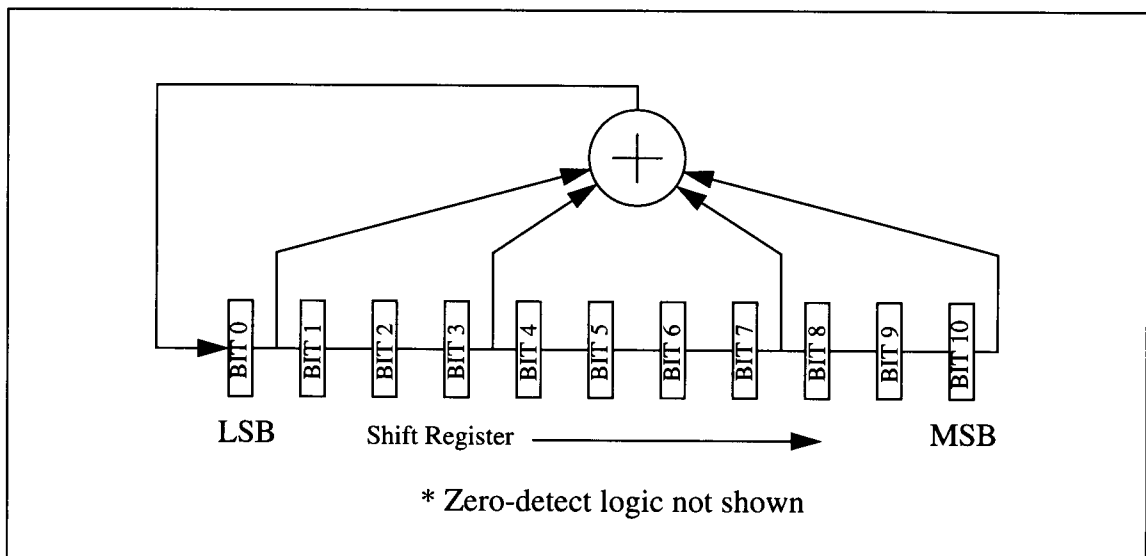 BIT 0
BIT 1
BIT 2
BIT 3
BIT 4
BIT 5
BIT 6
BIT 7
BIT 8
BIT 9
BIT 10
LSB
Shift Register
MSB
* Zero-detect logic not shown